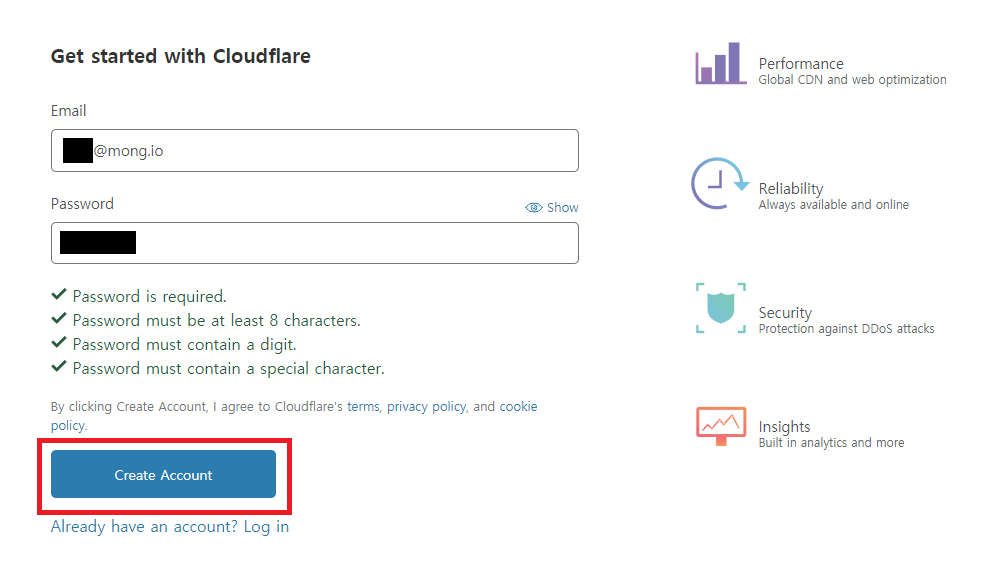 Get started with Cloudflare
Email
@mong.io
Password
Show
Password is required.
Password must be at least 8 characters.
Password must contain a digit.
Password must contain a special character.
By clicking Create Account, I agree to Cloudflare's terms, privacy policy, and cookie
policy.
Create Account
Already have an account? Log in
Performance
Global CDN and web optimization
Reliability
Always available and online
Security
Protection against DDoS attacks
Insights
Built in analytics and more